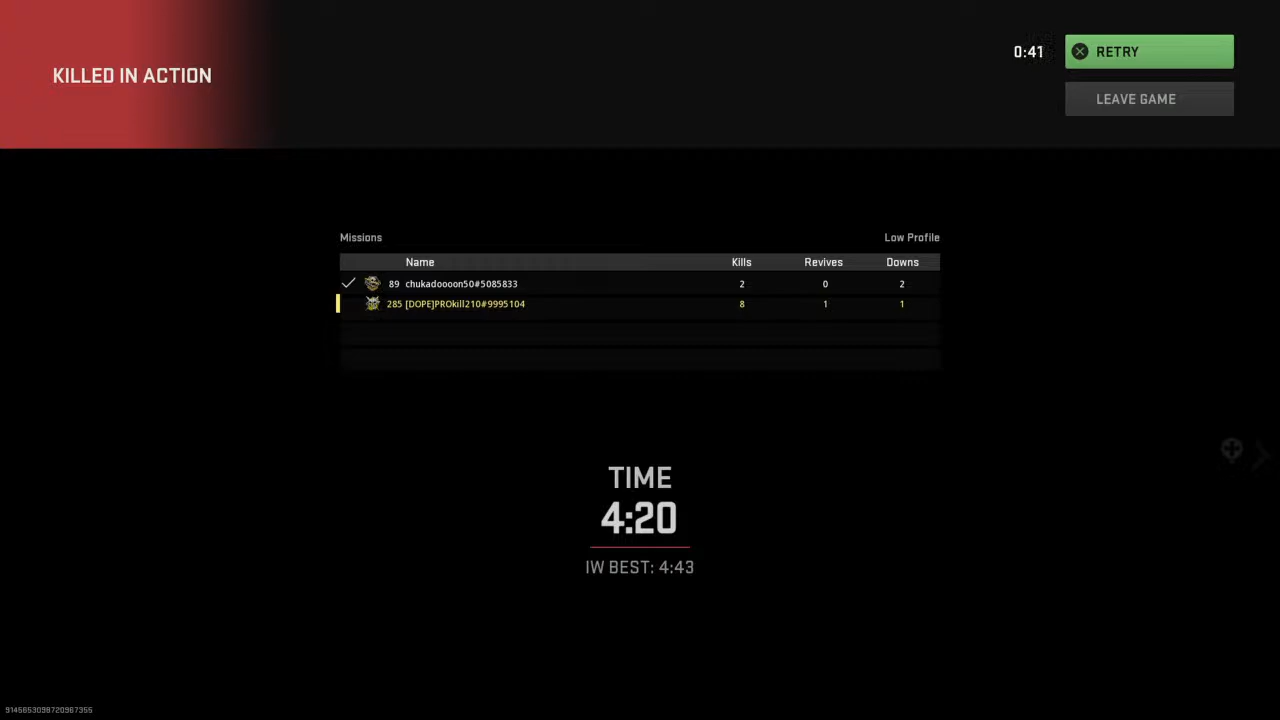 KILLED IN ACTION
0:41
RETRY
LEAVE GAME
Missions Low Profile
Name Kills Revives Downs
89 chukadoooon50#5085833 2 0 2
285 [DOPE]PROkill210#9995104 8 1 1
TIME
4:20
IW BEST: 4:43
9145653098720987355